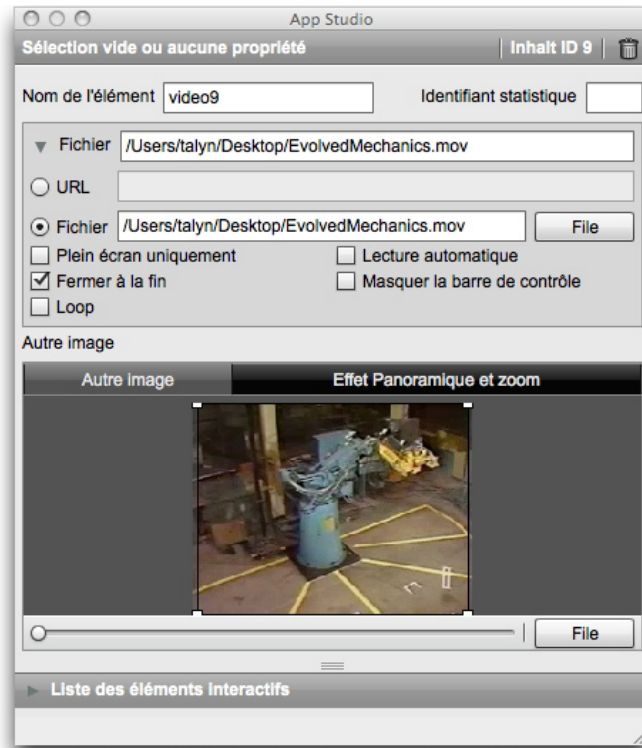 App Studio
Sélection vide ou aucune propriété Inhalt ID 9
Nom de l'élément video9 Identifiant statistique
Fichier /Users/talyn/Desktop/EvolvedMechanics.mov
URL
Fichier /Users/talyn/Desktop/EvolvedMechanics.mov File
Plein écran uniquement Lecture automatique
Fermer à la fin Masquer la barre de contrôle
Loop
Autre image
Autre image Effet Panoramique et zoom
File
Liste des éléments interactifs